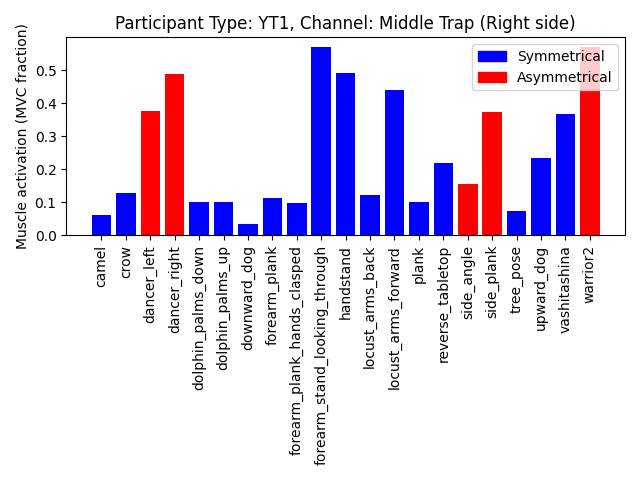 Participant Type: YT1, Channel: Middle Trap (Right side)
Muscle activation (MVC fraction)
0.5
0.4
0.3
0.2
0.1
0.0
Symmetrical
Asymmetrical
camel
crow
dancer_left
dancer_right
dolphin_palms_down
dolphin_palms_up
downward_dog
forearm_plank
forearm_plank_hands_clasped
forearm_stand_looking_through
handstand
locust_arms_back
locust_arms_forward
plank
reverse_tabletop
side_angle
side_plank
tree_pose
upward_dog
vashitashina
warrior2